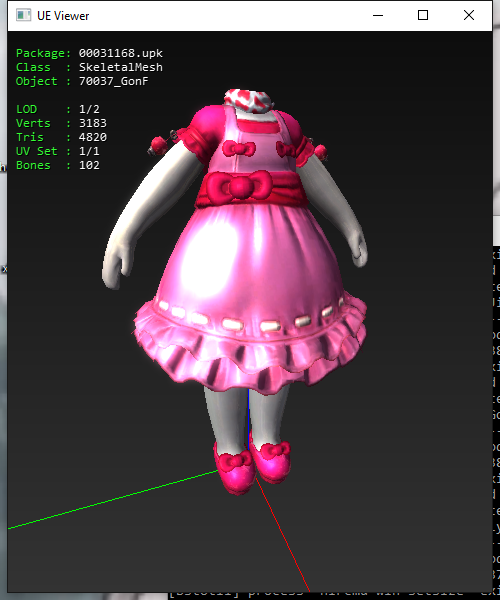 UE Viewer
Package: 00031168.upk
Class : SkeletalMesh
Object : 70037_GonF
LOD : 1/2
Verts : 3183
Tris : 4820
UV Set : 1/1
Bones : 102